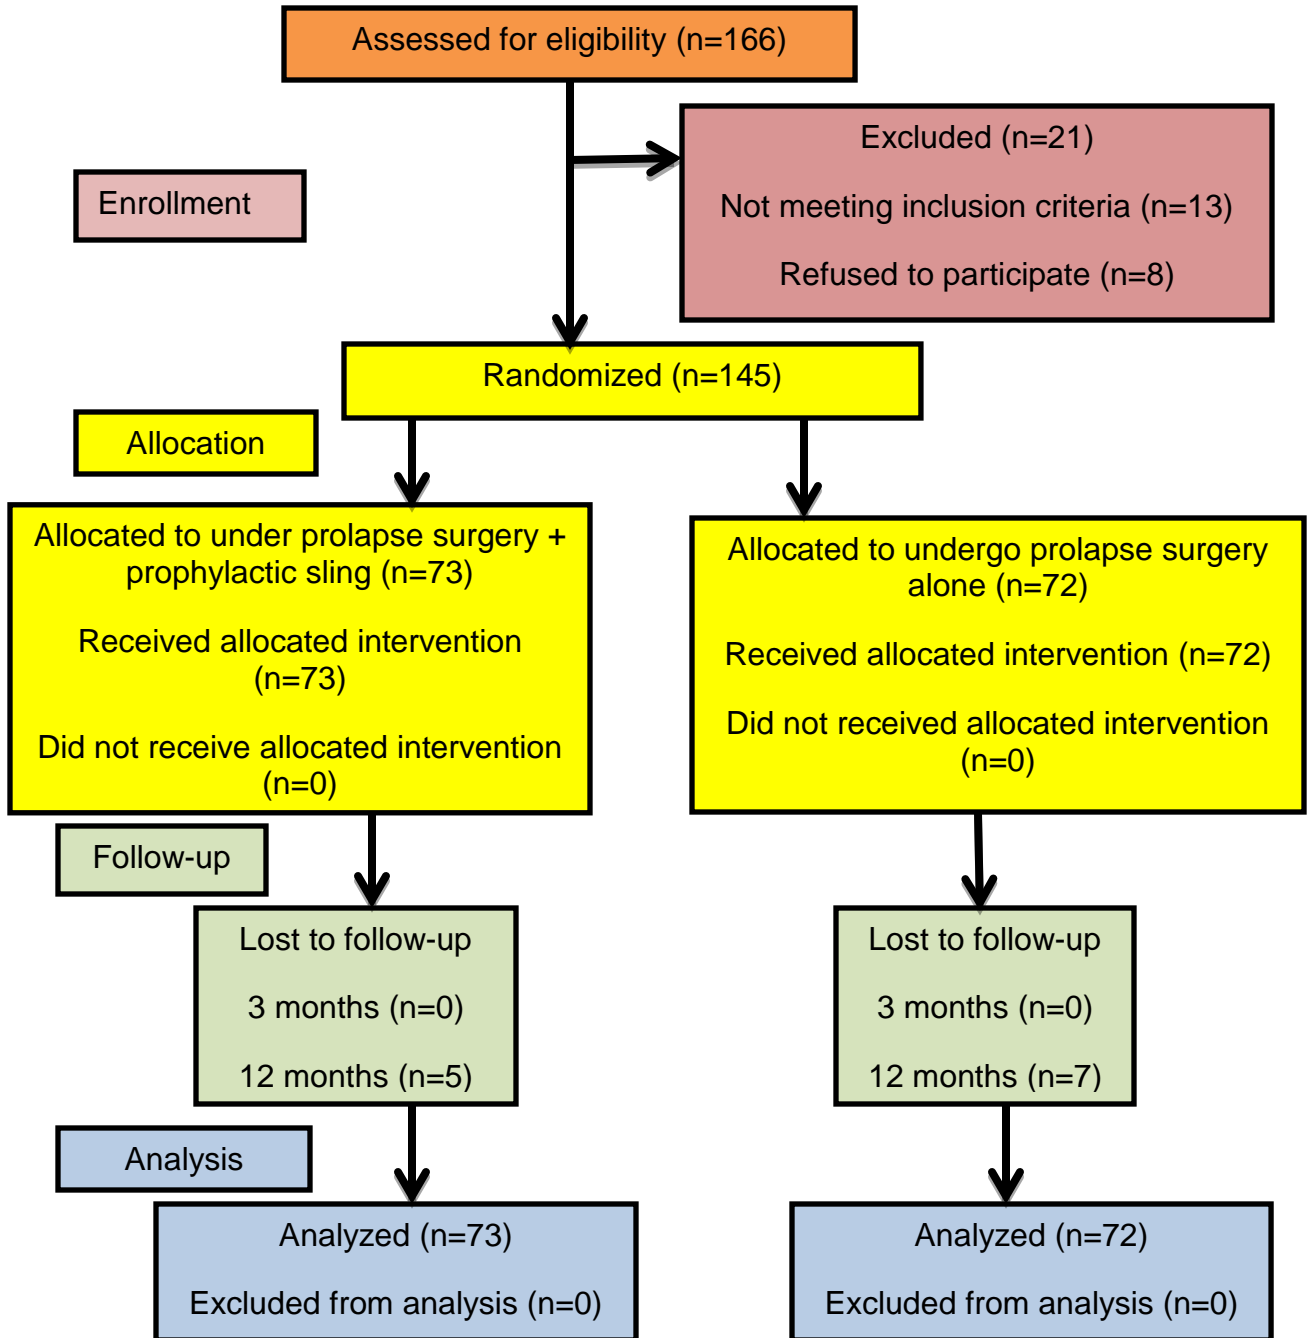 Assessed for eligibility (n=166)
Excluded (n=21)
Not meeting inclusion criteria (n=13)
Refused to participate (n=8)
Enrollment
Randomized (n=145)
Allocation
Allocated to under prolapse surgery +
prophylactic sling (n=73)
Received allocated intervention
(n=73)
Did not receive allocated intervention
(n=0)
Allocated to undergo prolapse surgery
alone (n=72)
Received allocated intervention (n=72)
Did not received allocated intervention
(n=0)
Follow-up
Lost to follow-up
3 months (n=0)
12 months (n=5)
Lost to follow-up
3 months (n=0)
12 months (n=7)
Analysis
Analyzed (n=73)
Excluded from analysis (n=0)
Analyzed (n=72)
Excluded from analysis (n=0)